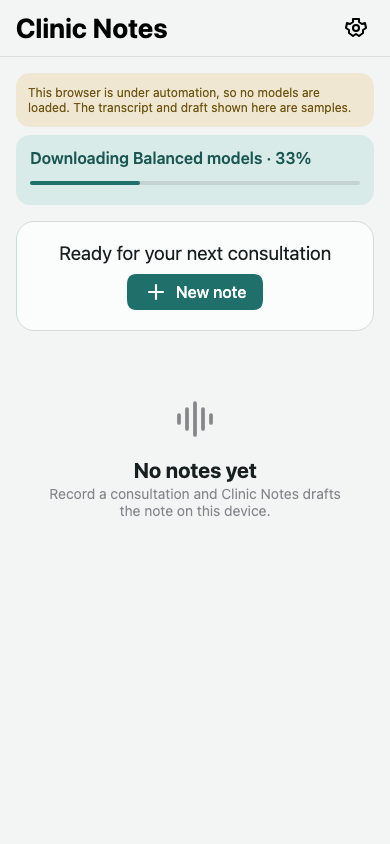 Clinic Notes
This browser is under automation, so no models are
loaded. The transcript and draft shown here are samples.
Downloading Balanced models · 33%
Ready for your next consultation
New note
No notes yet
Record a consultation and Clinic Notes drafts
the note on this device.